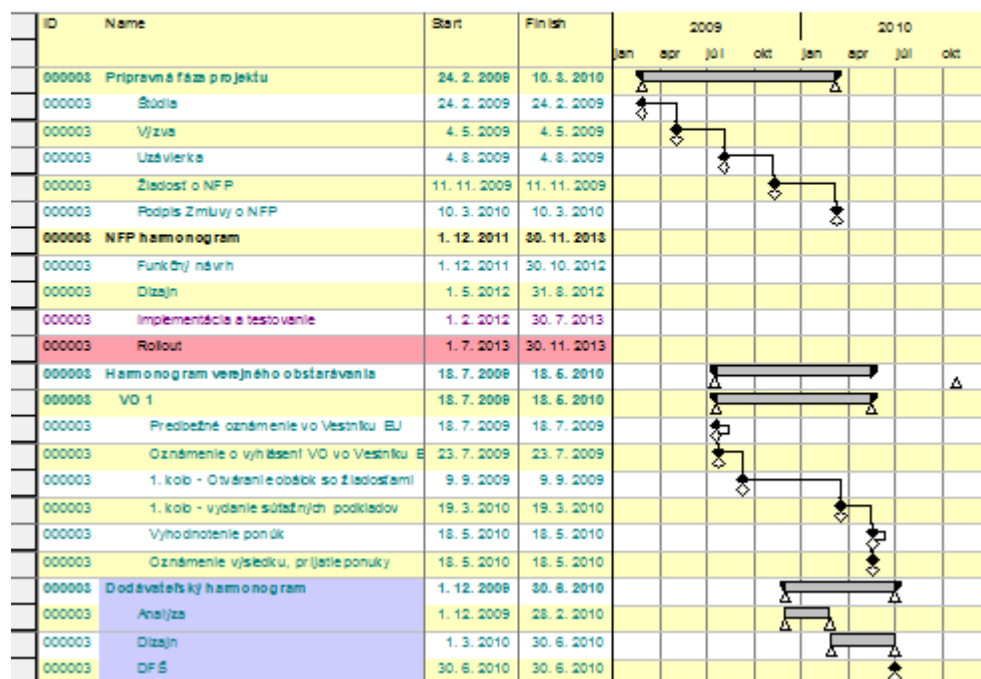 ID Name Start Finish 2009 2010
jan apr júl okt jan apr júl okt
000003 Prípravná fáza projektu 24. 2. 2009 10. 3. 2010
000003 Štúdia 24. 2. 2009 24. 2. 2009
000003 Výzva 4. 5. 2009 4. 5. 2009
000003 Uzávierka 4. 8. 2009 4. 8. 2009
000003 Žiadosť o NFP 11. 11. 2009 11. 11. 2009
000003 Podpis Zmluvy o NFP 10. 3. 2010 10. 3. 2010
000003 NFP harmonogram 1. 12. 2011 30. 11. 2013
000003 Funkčný návrh 1. 12. 2011 30. 10. 2012
000003 Dizajn 1. 5. 2012 31. 8. 2012
000003 Implementácia a testovanie 1. 2. 2012 30. 7. 2013
000003 Rollout 1. 7. 2013 30. 11. 2013
000003 Harmonogram verejného obstarávania 18. 7. 2009 18. 5. 2010
000003 VO 1 18. 7. 2009 18. 5. 2010
000003 Predbežné oznámenie vo Vestníku EU 18. 7. 2009 18. 7. 2009
000003 Oznámenie o vyhlásení VO vo Vestníku E 23. 7. 2009 23. 7. 2009
000003 1. kolo - Otváranie obálok so žiadosťami 9. 9. 2009 9. 9. 2009
000003 1. kolo - vydanie súťažných podkladov 19. 3. 2010 19. 3. 2010
000003 Vyhodnotenie ponúk 18. 5. 2010 18. 5. 2010
000003 Oznámenie výsledku, prijatie ponuky 18. 5. 2010 18. 5. 2010
000003 Dodávateľský harmonogram 1. 12. 2009 30. 6. 2010
000003 Analýza 1. 12. 2009 28. 2. 2010
000003 Dizajn 1. 3. 2010 30. 6. 2010
000003 DFŠ 30. 6. 2010 30. 6. 2010